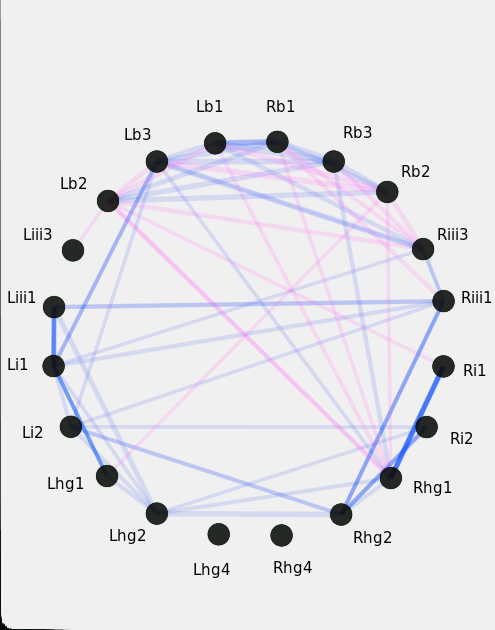 Lb1 Rb1
Lb3 Rb3
Lb2 Rb2
Liii3 Riii3
Liii1 Riii1
Li1 Ri1
Li2 Ri2
Lhg1 Rhg1
Lhg2 Rhg2
Lhg4 Rhg4